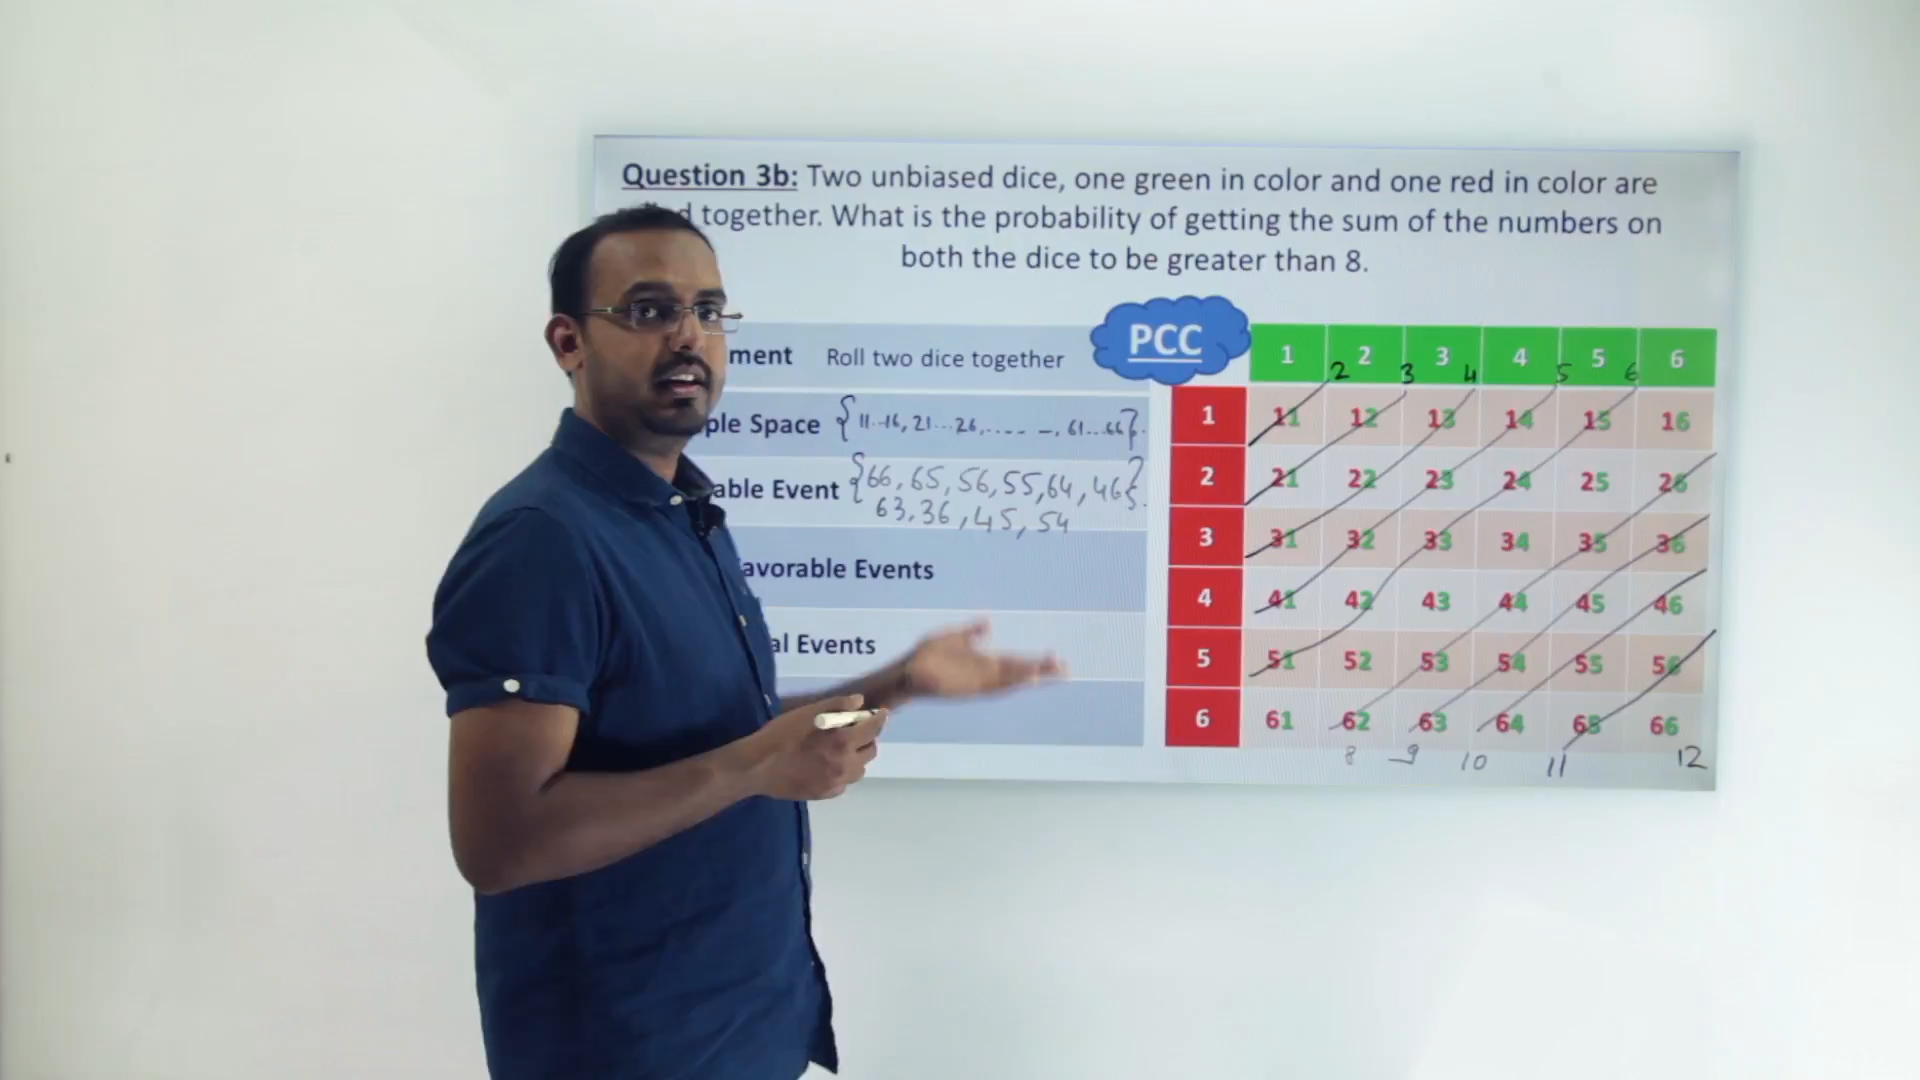 Question 3b: Two unbiased dice, one green in color and one red in color are
together. What is the probability of getting the sum of the numbers on
both the dice to be greater than 8.
PCC
1 2 3 4 5 6
2 3 4 5 6
ment Roll two dice together
ple Space {11..16, 21...26, ..... -, 61...66}.
able Event {66, 65, 56, 55, 64, 46}.
63, 36, 45, 54
avorable Events
al Events
1 11 12 13 14 15 16
2 21 22 23 24 25 26
3 31 32 33 34 35 36
4 41 42 43 44 45 46
5 51 52 53 54 55 56
6 61 62 63 64 65 66
8 9 10 11 12